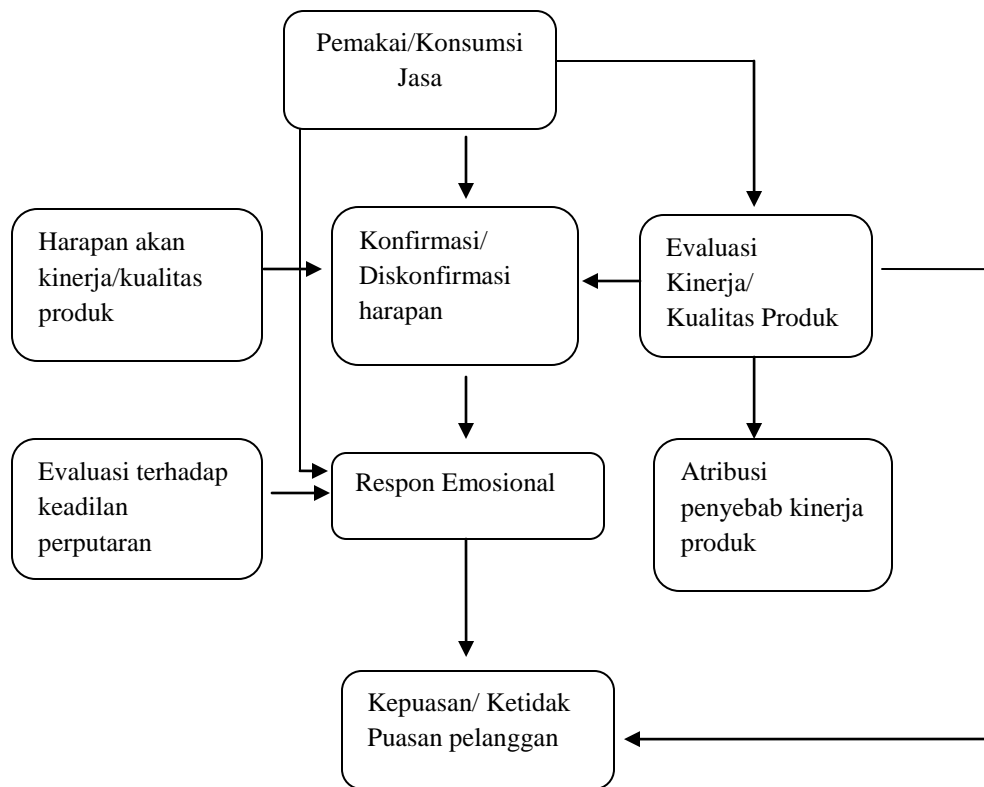 Pemakai/Konsumsi
Jasa
Harapan akan
kinerja/kualitas
produk
Konfirmasi/
Diskonfirmasi
harapan
Evaluasi
Kinerja/
Kualitas Produk
Evaluasi terhadap
keadilan
perputaran
Respon Emosional
Atribusi
penyebab kinerja
produk
Kepuasan/ Ketidak
Puasan pelanggan